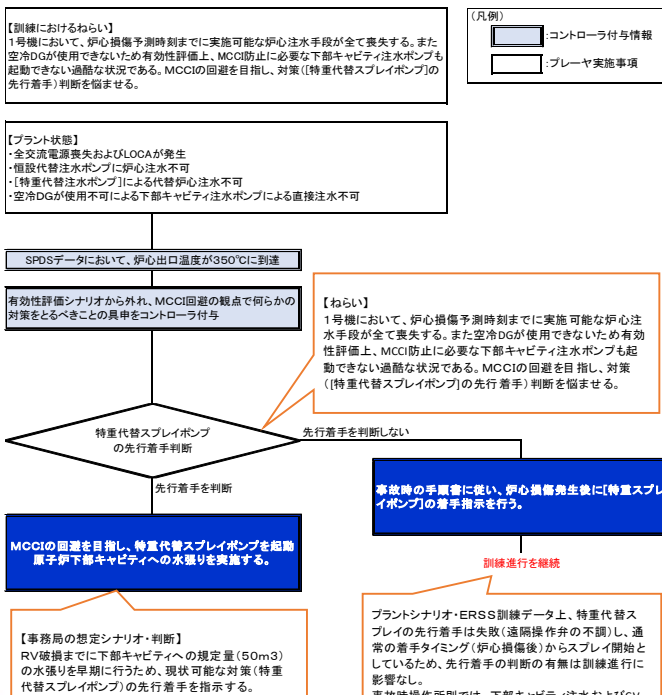 【訓練におけるねらい】
1号機において、炉心損傷予測時刻までに実施可能な炉心注水手段が全て喪失する。また
空冷DGが使用できないため有効性評価上、MCCI防止に必要な下部キャビティ注水ポンプも
起動できない過酷な状況である。MCCIの回避を目指し、対策([特重代替スプレイポンプ]の
先行着手)判断を悩ませる。
(凡例)
:コントローラ付与情報
:プレーヤ実施事項
【プラント状態】
・全交流電源喪失およびLOCAが発生
・恒設代替注水ポンプに炉心注水不可
・[特重代替注水ポンプ]による代替炉心注水不可
・空冷DGが使用不可による下部キャビティ注水ポンプによる直接注水不可
SPDSデータにおいて、炉心出口温度が350℃に到達
有効性評価シナリオから外れ、MCCI回避の観点で何らかの
対策をとるべきことの具申をコントローラ付与
【ねらい】
1号機において、炉心損傷予測時刻までに実施可能な炉心注
水手段が全て喪失する。また空冷DGが使用できないため有効
性評価上、MCCI防止に必要な下部キャビティ注水ポンプも起
動できない過酷な状況である。MCCIの回避を目指し、対策
([特重代替スプレイポンプ]の先行着手)判断を悩ませる。
特重代替スプレイポンプ
の先行着手判断
先行着手を判断しない
先行着手を判断
事故時の手順書に従い、炉心損傷発生後に[特重スプレ
イポンプ]の着手指示を行う。
MCCIの回避を目指し、特重代替スプレイポンプを起動
原子炉下部キャビティへの水張りを実施する。
訓練進行を継続
【事務局の想定シナリオ・判断】
RV破損までに下部キャビティへの規定量(50m3)
の水張りを早期に行うため、現状可能な対策(特重
代替スプレイポンプ)の先行着手を指示する。
プラントシナリオ・ERSS訓練データ上、特重代替ス
プレイの先行着手は失敗(遠隔操作弁の不調)し、通
常の着手タイミング(炉心損傷後)からスプレイ開始と
しているため、先行着手の判断の有無は訓練進行に
影響なし。
事故時操作所則では、下部キャビティ注水およびCV